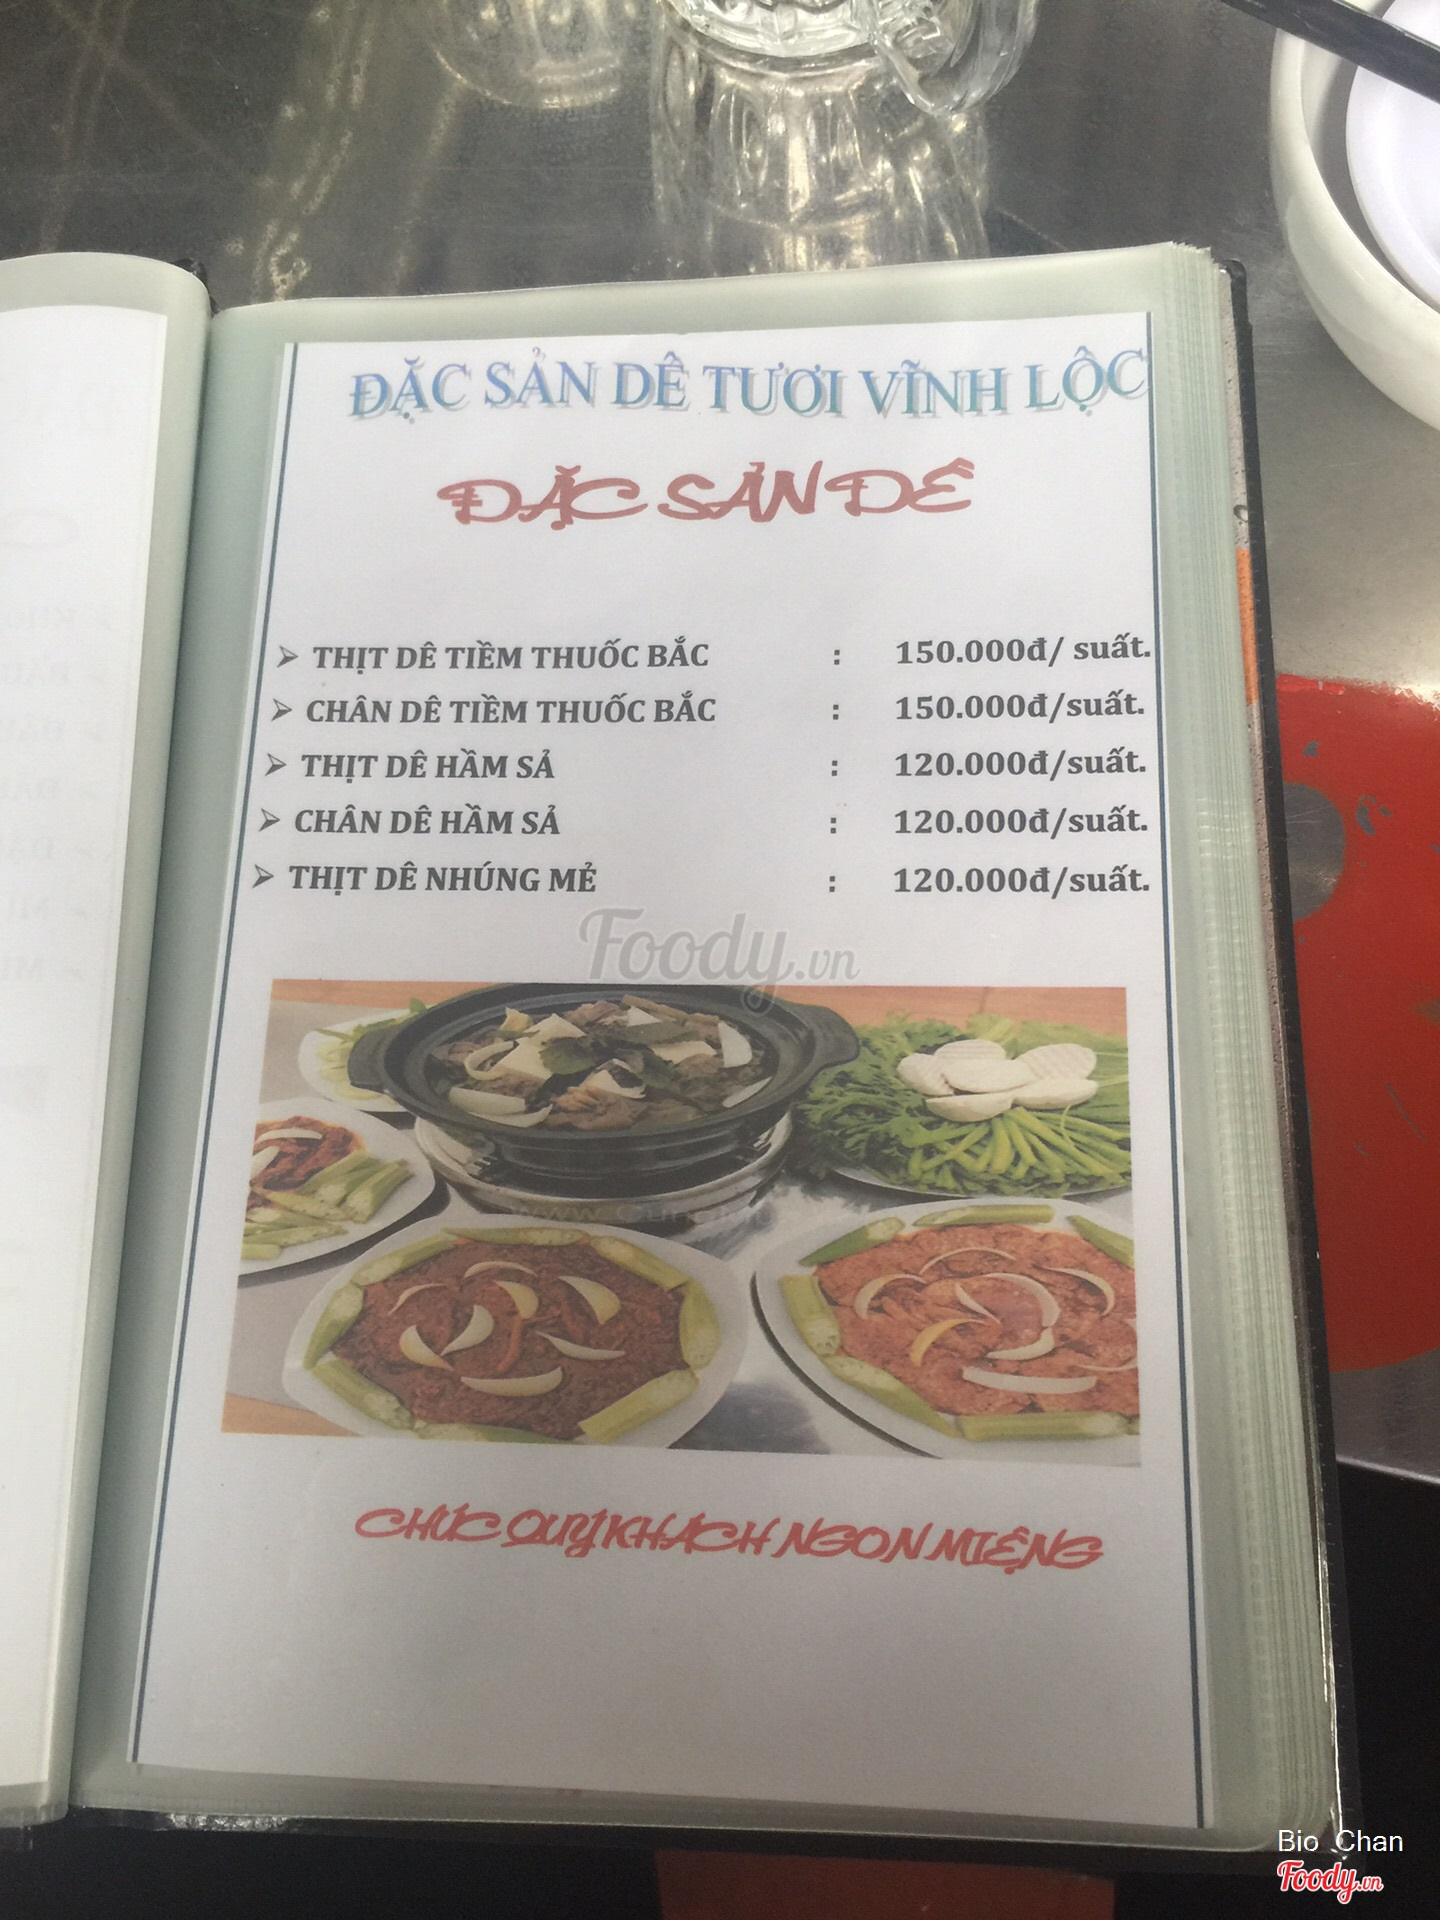 ĐẶC SẢN DÊ TƯƠI VĨNH LỘC
ĐẶC SẢN DÊ
➢ THỊT DÊ TIỀM THUỐC BẮC : 150.000đ/ suất.
➢ CHÂN DÊ TIỀM THUỐC BẮC : 150.000đ/suất.
➢ THỊT DÊ HẦM SẢ : 120.000đ/suất.
➢ CHÂN DÊ HẦM SẢ : 120.000đ/suất.
➢ THỊT DÊ NHÚNG MẺ : 120.000đ/suất.
Foody.vn
CHÚC QUÝ KHÁCH NGON MIỆNG
Bio Chan
Foody.vn